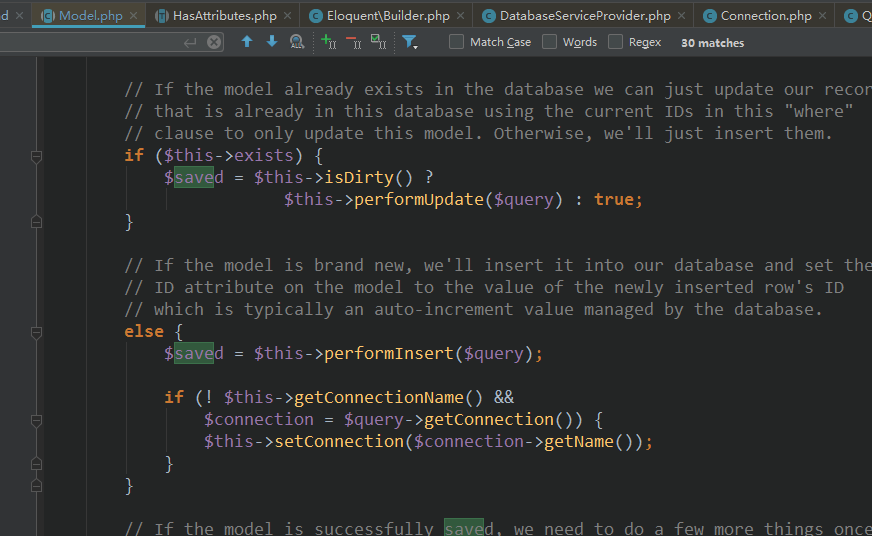 d Model.php HasAttributes.php Eloquent\Builder.php DatabaseServiceProvider.php Connection.php Q
Match Case Words Regex 30 matches
// If the model already exists in the database we can just update our recor
// that is already in this database using the current IDs in this "where"
// clause to only update this model. Otherwise, we'll just insert them.
if ($this->exists) {
$saved = $this->isDirty() ?
$this->performUpdate($query) : true;
}
// If the model is brand new, we'll insert it into our database and set the
// ID attribute on the model to the value of the newly inserted row's ID
// which is typically an auto-increment value managed by the database.
else {
$saved = $this->performInsert($query);
if (! $this->getConnectionName() &&
$connection = $query->getConnection()) {
$this->setConnection($connection->getName());
}
}
// If the model is successfully saved, we need to do a few more things once